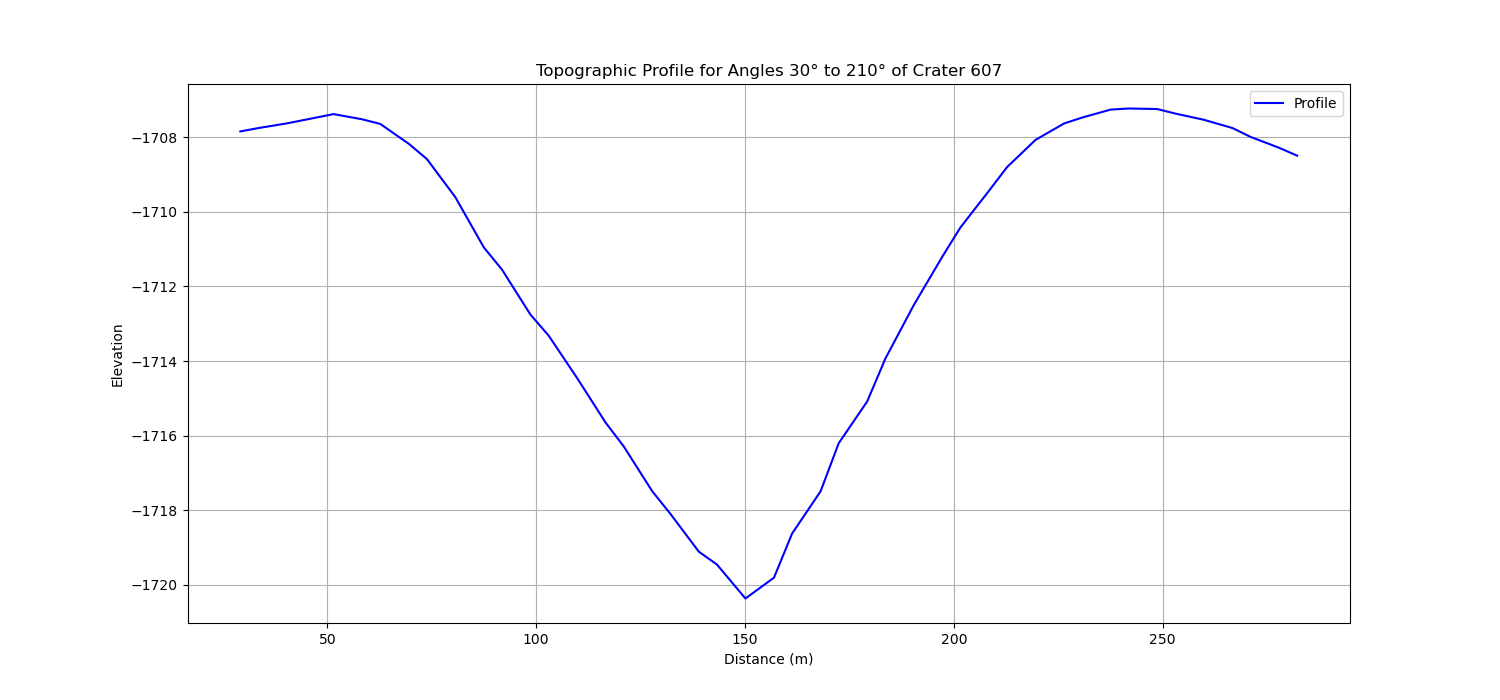 Topographic Profile for Angles 30° to 210° of Crater 607
Profile
Elevation
−1708
−1710
−1712
−1714
−1716
−1718
−1720
50 100 150 200 250
Distance (m)